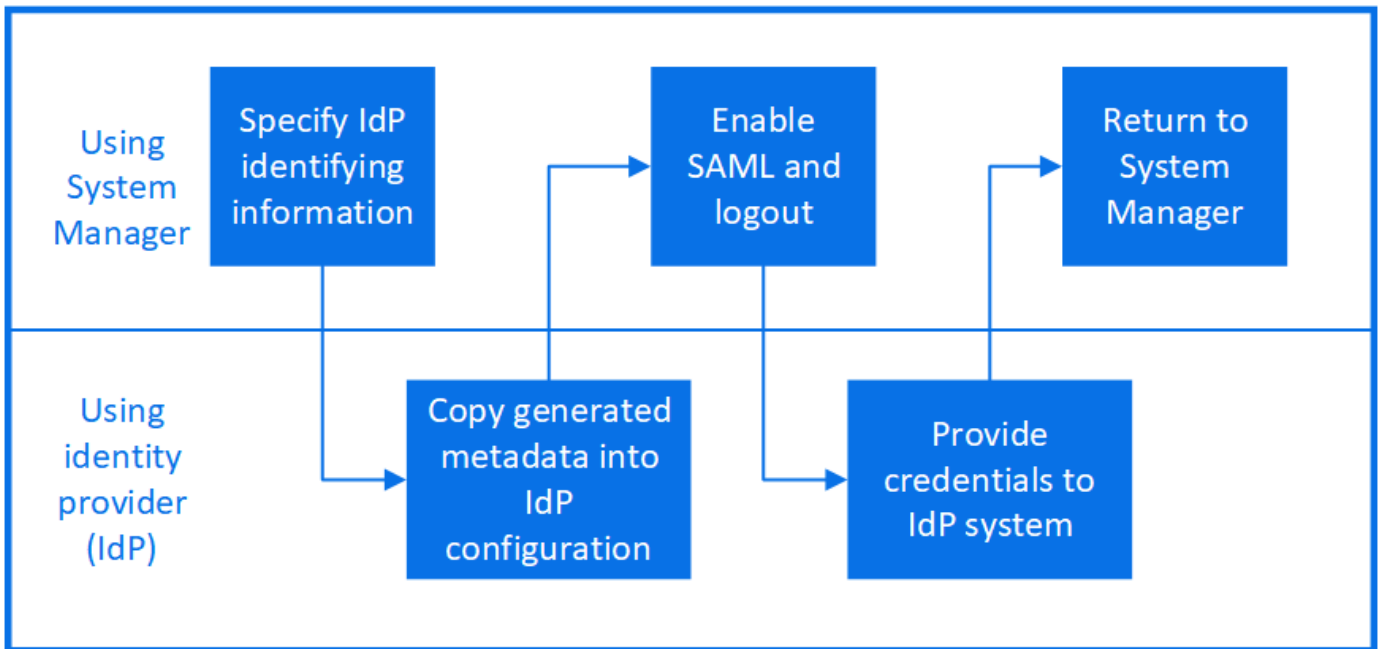 Using
System
Manager
Specify IdP
identifying
information
Enable
SAML and
logout
Return to
System
Manager
Using
identity
provider
(IdP)
Copy generated
metadata into
IdP
configuration
Provide
credentials to
IdP system